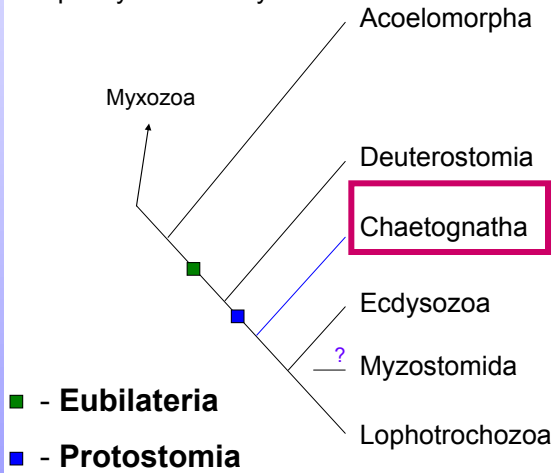 Acoelomorpha
Myxozoa
Deuterostomia
Chaetognatha
Ecdysozoa
?
Myzostomida
- Eubilateria
Lophotrochozoa
- Protostomia